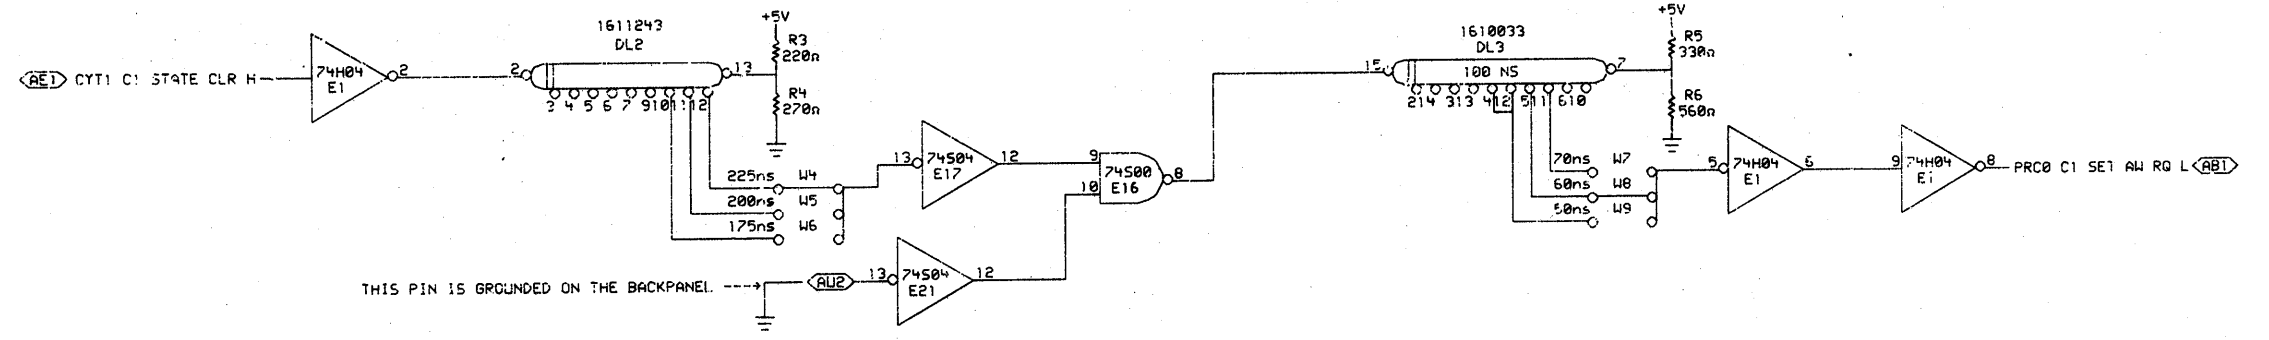 AE1 CYT1 C1 STATE CLR H
74H04
E1
2
1611243
DL2
2
13
3 4 5 6 7 9 10 11 12
+5V
R3
220Ω
R4
270Ω
225ns W4
200ns W5
175ns W6
13 74S04 12
E17
THIS PIN IS GROUNDED ON THE BACKPANEL
AU2
13 74S04 12
E21
9
10
74S00
E16
8
1610033
DL3
15
100 NS
7
2 14 3 13 4 12 5 11 6 10
+5V
R5
330Ω
R6
560Ω
70ns W7
60ns W8
50ns W9
5 74H04 6
E1
9 74H04 8
E1
PRC0 C1 SET AW RQ L AB1